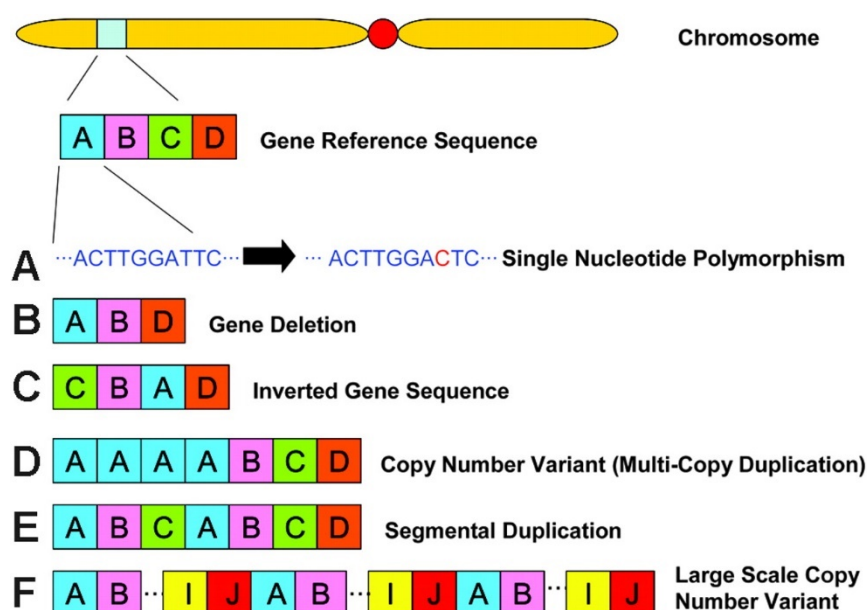 Chromosome
A B C D Gene Reference Sequence
A ···ACTTGGATTC··· ··· ACTTGGACTC··· Single Nucleotide Polymorphism
B A B D Gene Deletion
C C B A D Inverted Gene Sequence
D A A A A B C D Copy Number Variant (Multi-Copy Duplication)
E A B C A B C D Segmental Duplication
F A B ··· I J A B ··· I J A B ··· I J Large Scale Copy
Number Variant